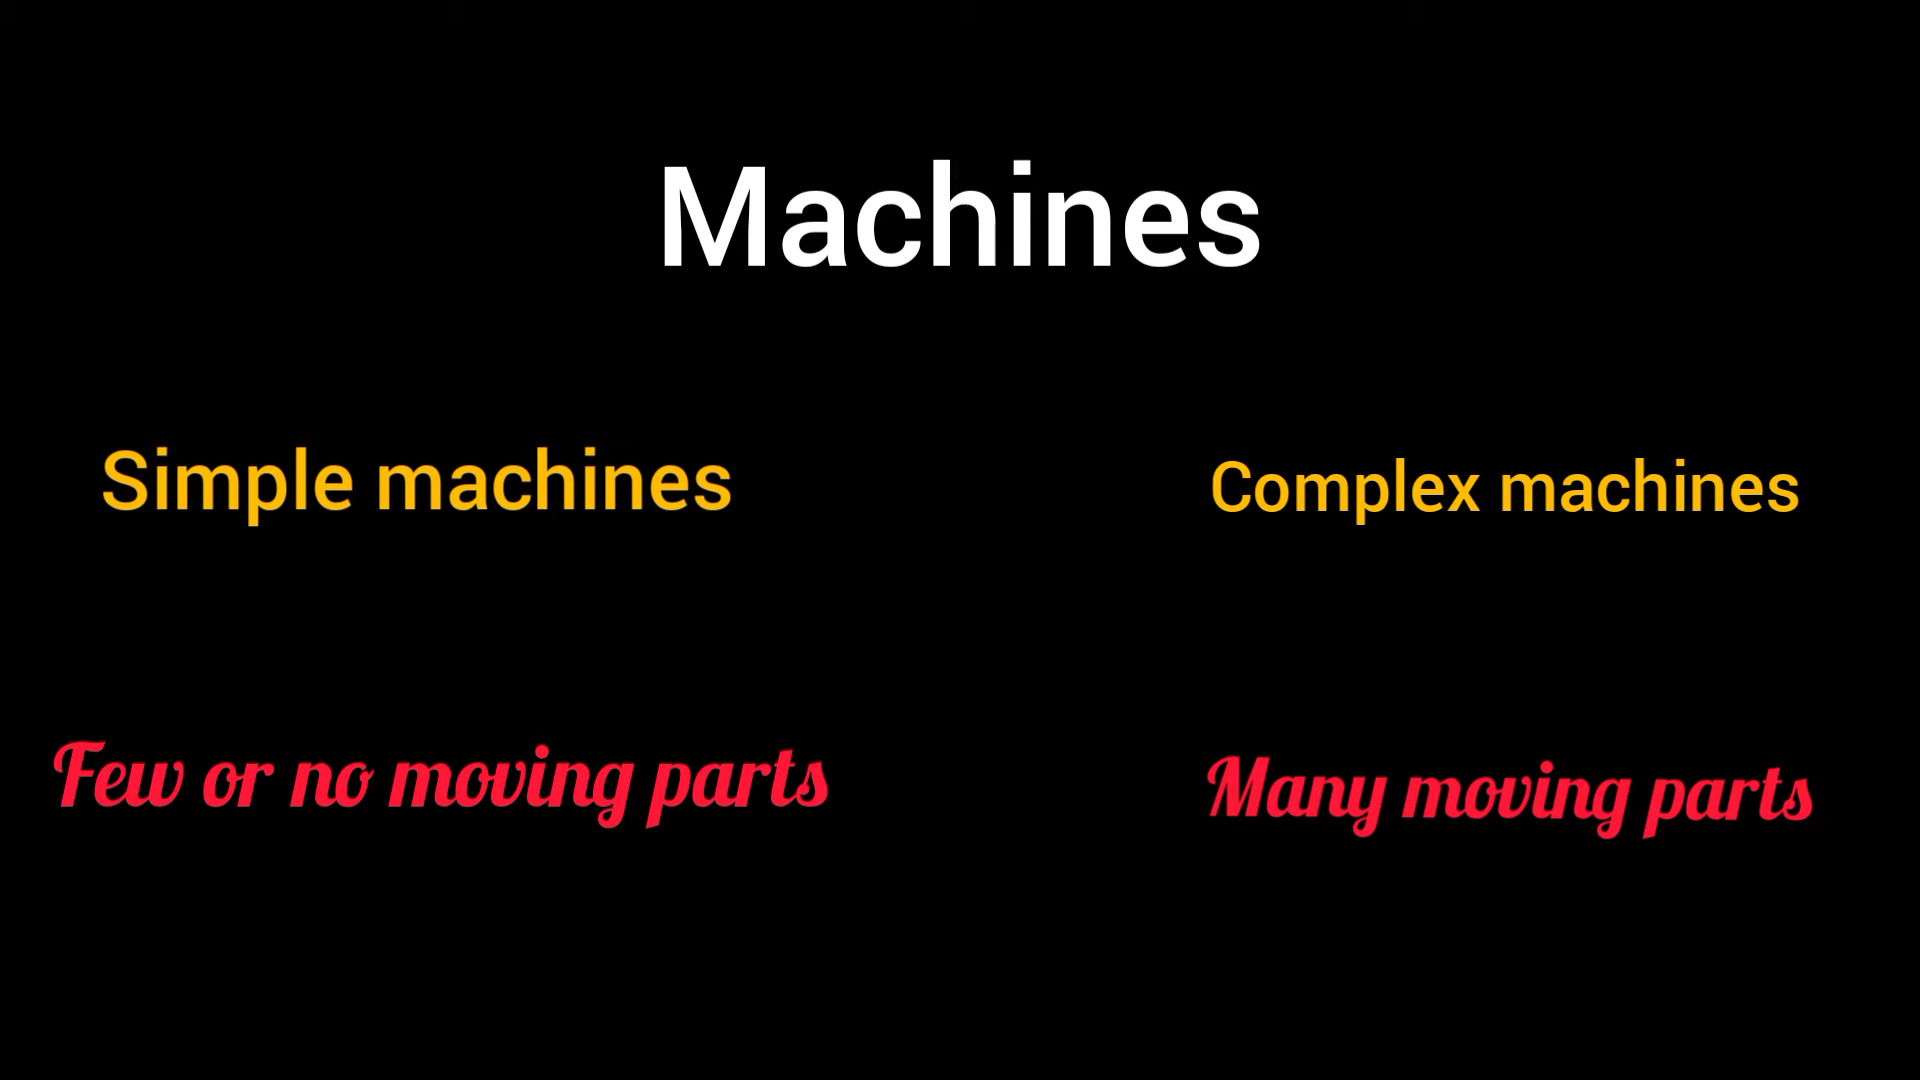 Machines
Simple machines
Complex machines
Few or no moving parts
Many moving parts